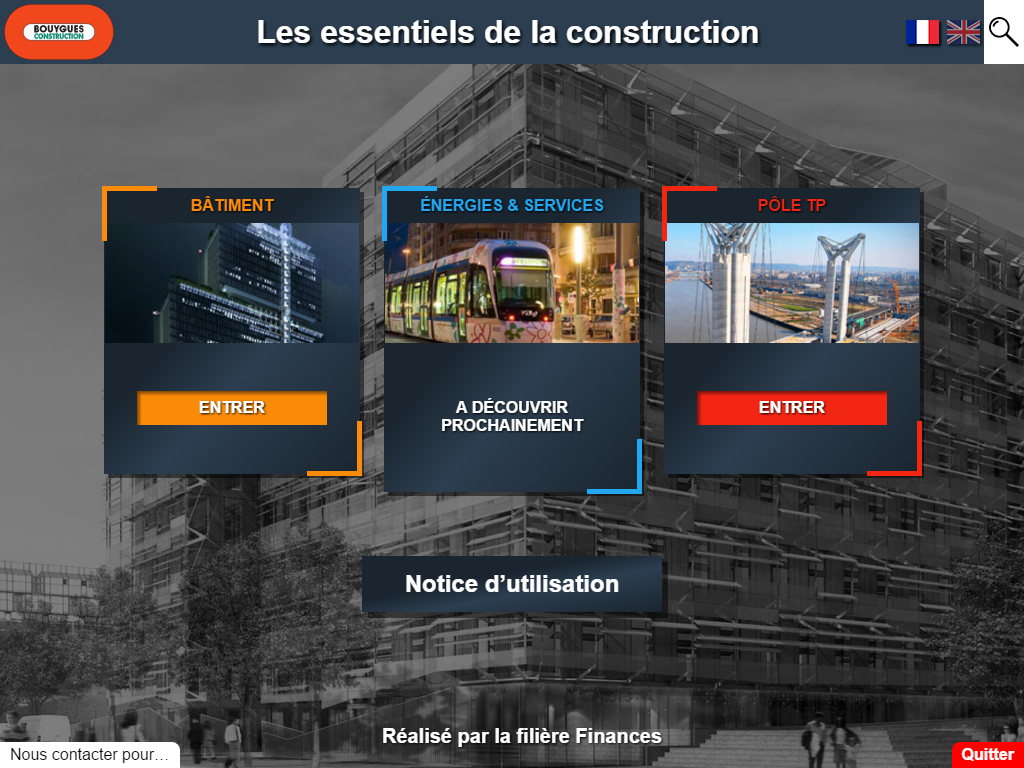 BOUYGUES
CONSTRUCTION
Les essentiels de la construction
BÂTIMENT
ÉNERGIES & SERVICES
PÔLE TP
ENTRER
A DÉCOUVRIR
PROCHAINEMENT
ENTRER
Notice d’utilisation
Réalisé par la filière Finances
Nous contacter pour…
Quitter